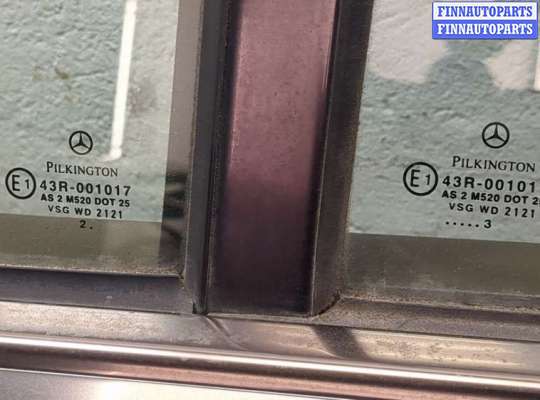 FINNAUTOPARTS
FINNAUTOPARTS
PILKINGTON
E1 43R-001017
AS 2 M520 DOT 25
VSG WD 2121
2.
PILKINGTON
E1 43R-00101
AS 2 M520 DOT 25
VSG WD 2121
.....3